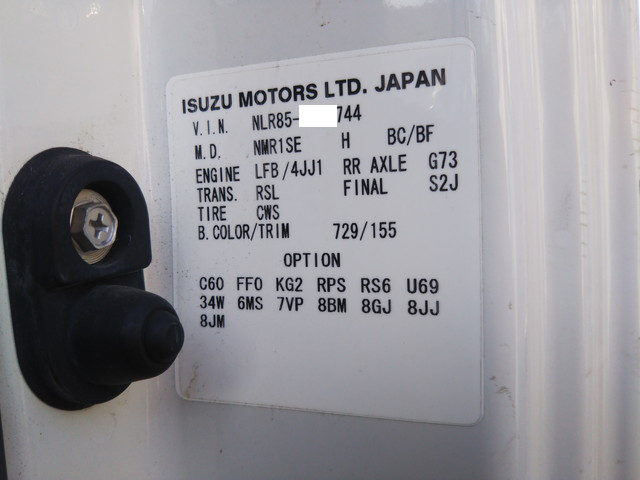 ISUZU MOTORS LTD. JAPAN
V.I.N. NLR85- 744
M.D. NMR1SE H BC/BF
ENGINE LFB/4JJ1 RR AXLE G73
TRANS. RSL FINAL S2J
TIRE CWS
B.COLOR/TRIM 729/155
OPTION
C60 FF0 KG2 RPS RS6 U69
34W 6MS 7VP 8BM 8GJ 8JJ
8JM